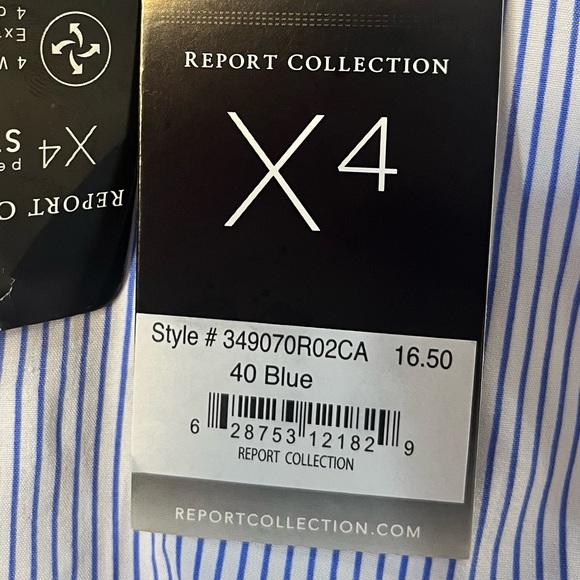 REPORT COLLECTION
X4
Style # 349070R02CA 16.50
40 Blue
6 28753 12182 9
REPORT COLLECTION
REPORTCOLLECTION.COM
REPORT
X4